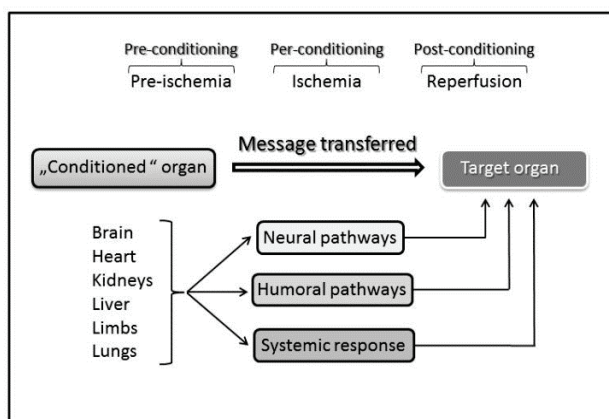 Pre-conditioning Per-conditioning Post-conditioning
Pre-ischemia Ischemia Reperfusion
Message transferred
„Conditioned“ organ Target organ
Brain
Heart
Kidneys
Liver
Limbs
Lungs
Neural pathways
Humoral pathways
Systemic response